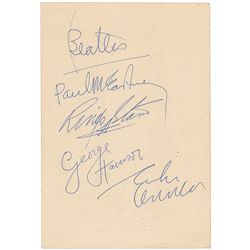 Beatles
Paul McCartney
Ringo Starr
George
Harrison
John
Lennon